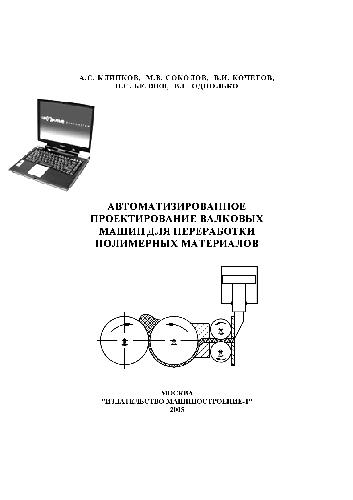 А.С. КЛИНКОВ, М.В. СОКОЛОВ, В.И. КОЧЕТОВ,
П.С. БЕЛЯЕВ, В.Г. ОДНОЛЬКО
АВТОМАТИЗИРОВАННОЕ
ПРОЕКТИРОВАНИЕ ВАЛКОВЫХ
МАШИН ДЛЯ ПЕРЕРАБОТКИ
ПОЛИМЕРНЫХ МАТЕРИАЛОВ
МОСКВА
"ИЗДАТЕЛЬСТВО МАШИНОСТРОЕНИЕ-1"
2005